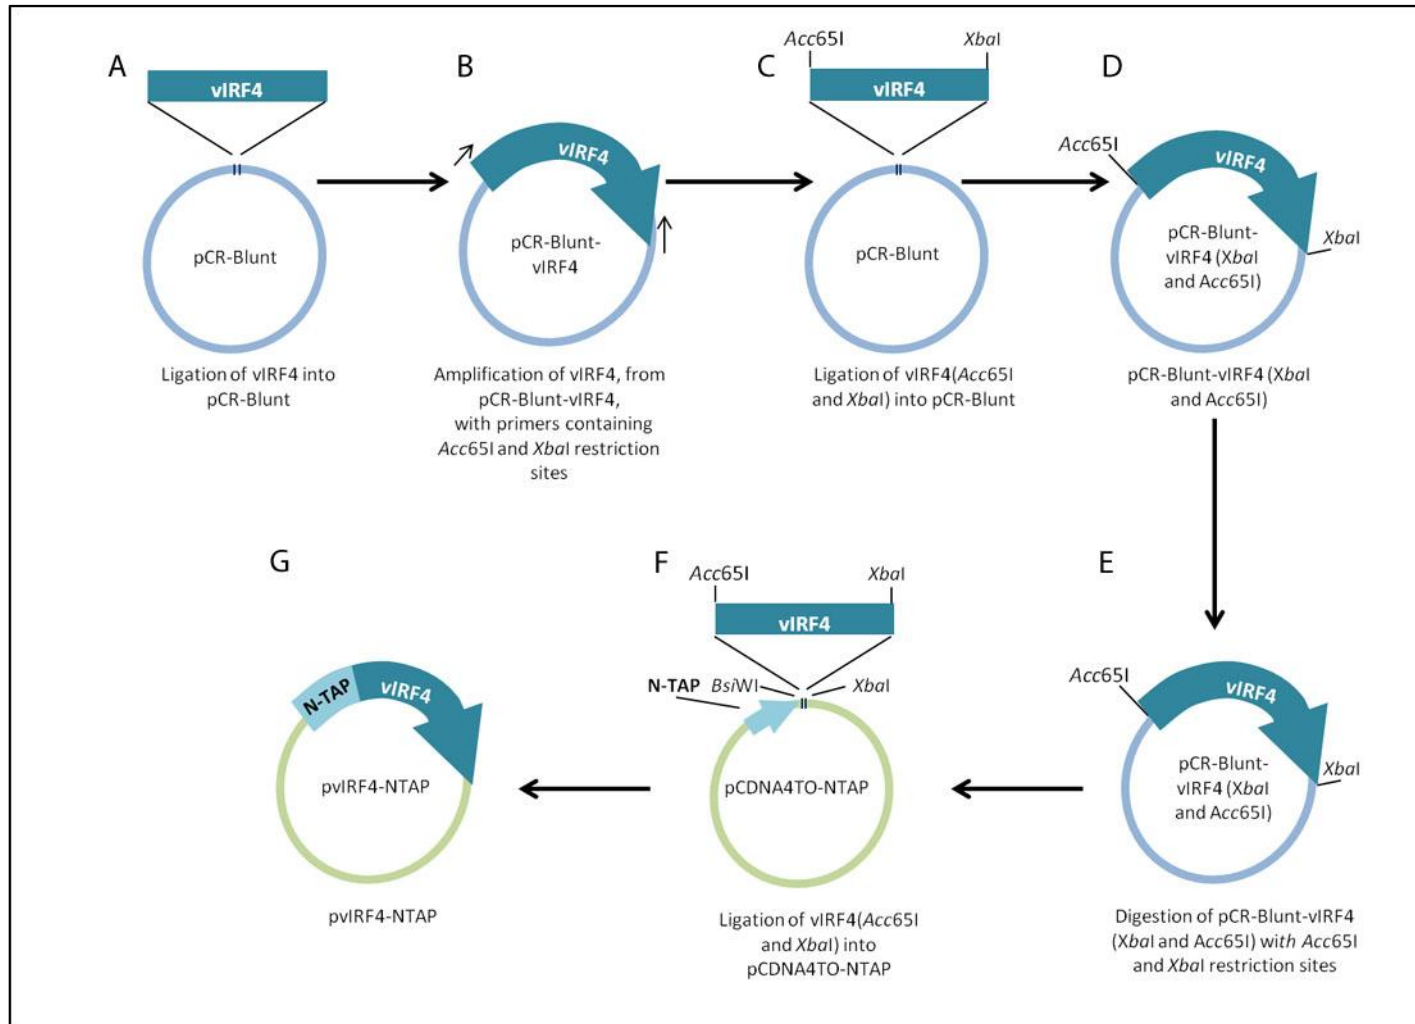 A
vIRF4
pCR-Blunt
Ligation of vIRF4 into
pCR-Blunt
B
vIRF4
pCR-Blunt-
vIRF4
Amplification of vIRF4, from
pCR-Blunt-vIRF4,
with primers containing
Acc65I and XbaI restriction
sites
C
Acc65I
XbaI
vIRF4
pCR-Blunt
Ligation of vIRF4(Acc65I
and XbaI) into pCR-Blunt
D
Acc65I
vIRF4
XbaI
pCR-Blunt-
vIRF4 (XbaI
and Acc65I)
pCR-Blunt-vIRF4 (XbaI
and Acc65I)
E
Acc65I
vIRF4
XbaI
pCR-Blunt-
vIRF4 (XbaI
and Acc65I)
Digestion of pCR-Blunt-vIRF4
(XbaI and Acc65I) with Acc65I
and XbaI restriction sites
F
Acc65I
XbaI
vIRF4
N-TAP
BsiWI
XbaI
pCDNA4TO-NTAP
Ligation of vIRF4(Acc65I
and XbaI) into
pCDNA4TO-NTAP
G
N-TAP
vIRF4
pvIRF4-NTAP
pvIRF4-NTAP